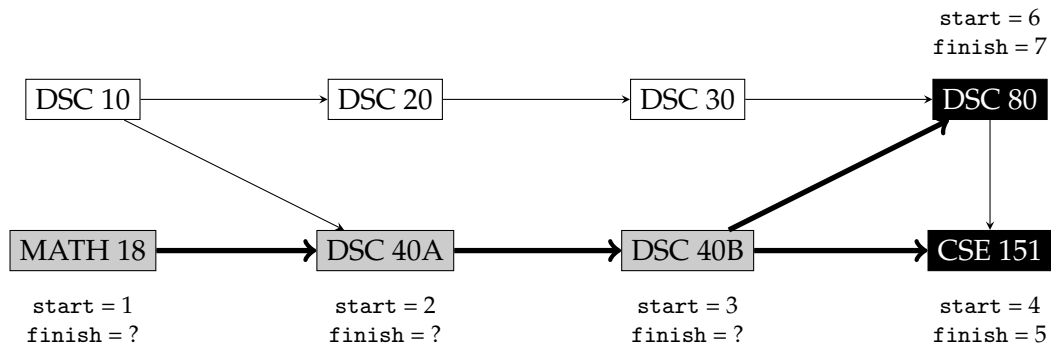 start = 6
finish = 7
DSC 10
DSC 20
DSC 30
DSC 80
MATH 18
DSC 40A
DSC 40B
CSE 151
start = 1
finish = ?
start = 2
finish = ?
start = 3
finish = ?
start = 4
finish = 5